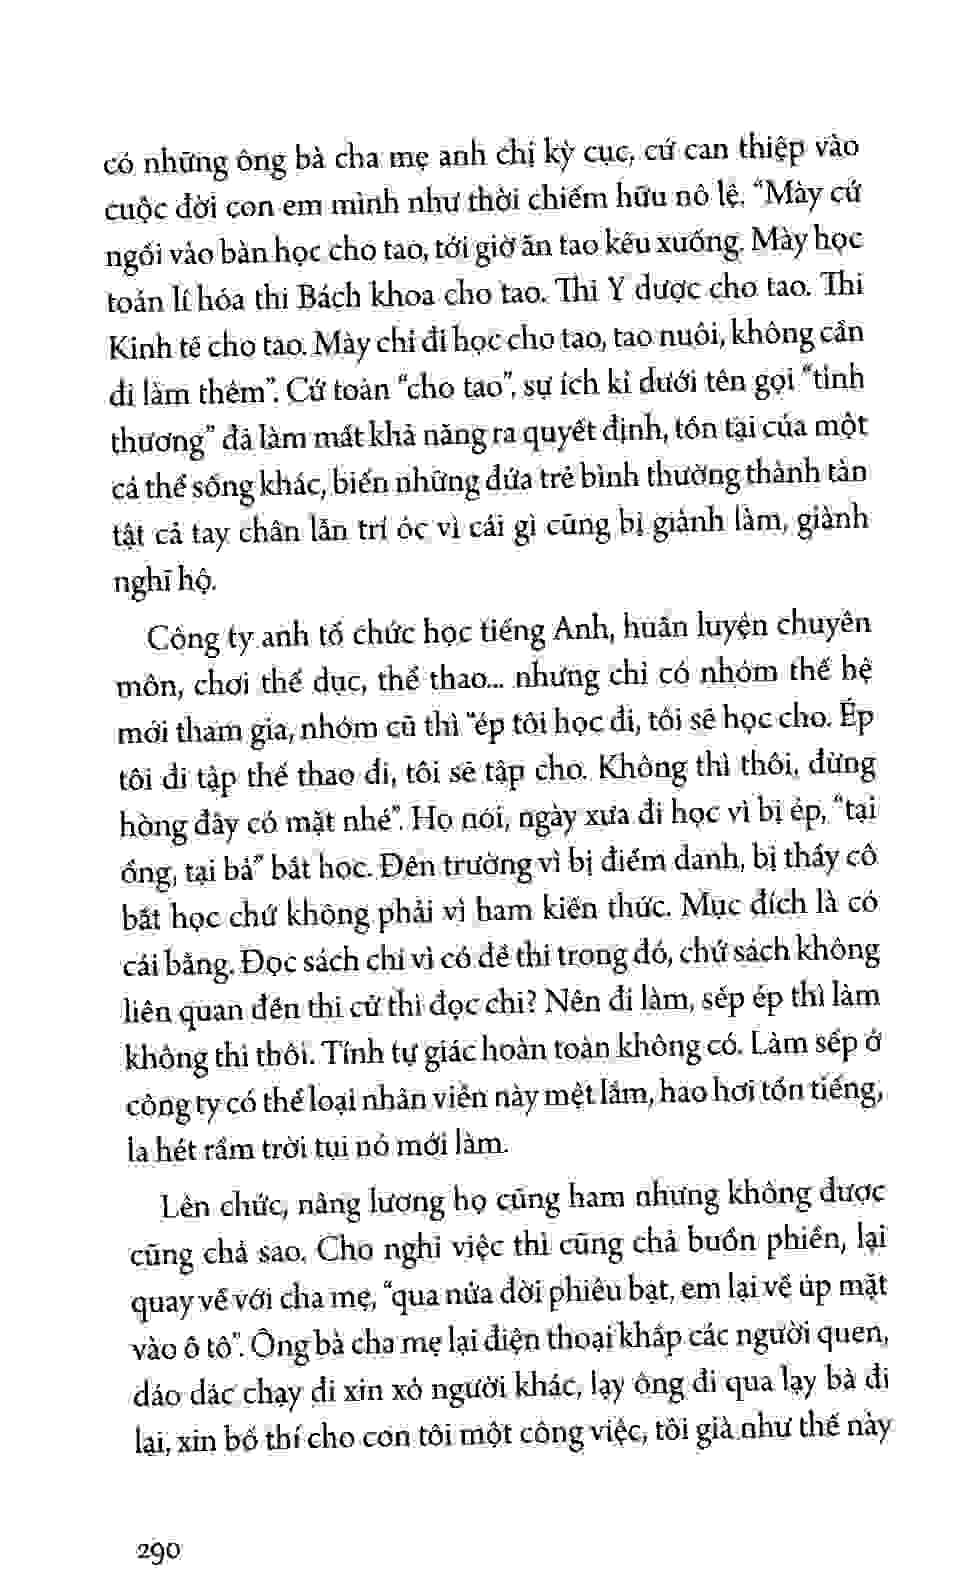 có những ông bà cha mẹ anh chị kỳ cục, cứ can thiệp vào
cuộc đời con em mình như thời chiếm hữu nô lệ. “Mày cứ
ngồi vào bàn học cho tao, tới giờ ăn tao kêu xuống. Mày học
toán lí hóa thi Bách khoa cho tao. Thi Y dược cho tao. Thi
Kinh tế cho tao. Mày chỉ đi học cho tao, tao nuôi, không cần
đi làm thêm”. Cứ toàn “cho tao”, sự ích kỉ dưới tên gọi “tình
thương” đã làm mất khả năng ra quyết định, tồn tại của một
cá thể sống khác, biến những đứa trẻ bình thường thành tàn
tật cả tay chân lẫn trí óc vì cái gì cũng bị giành làm, giành
nghĩ hộ.
Công ty anh tổ chức học tiếng Anh, huấn luyện chuyên
môn, chơi thể dục, thể thao... nhưng chỉ có nhóm thế hệ
mới tham gia, nhóm cũ thì “ép tôi học đi, tôi sẽ học cho. Ép
tôi đi tập thể thao đi, tôi sẽ tập cho. Không thì thôi, đừng
hòng đây có mặt nhé”. Họ nói, ngày xưa đi học vì bị ép, “tại
ổng, tại bả” bắt học. Đến trường vì bị điểm danh, bị thầy cô
bắt học chứ không phải vì ham kiến thức. Mục đích là có
cái bằng. Đọc sách chỉ vì có đề thi trong đó, chứ sách không
liên quan đến thi cử thì đọc chi? Nên đi làm, sếp ép thì làm
không thì thôi. Tính tự giác hoàn toàn không có. Làm sếp ở
công ty có thể loại nhân viên này mệt lắm, hao hơi tốn tiếng,
la hét rầm trời tụi nó mới làm.
Lên chức, nâng lương họ cũng ham nhưng không được
cũng chả sao. Cho nghỉ việc thì cũng chả buồn phiền, lại
quay về với cha mẹ, “qua nửa đời phiêu bạt, em lại về úp mặt
vào ô tô”. Ông bà cha mẹ lại điện thoại khắp các người quen,
dáo dác chạy đi xin xỏ người khác, lạy ông đi qua lạy bà đi
lại, xin bố thí cho con tôi một công việc, tôi già như thế này
290